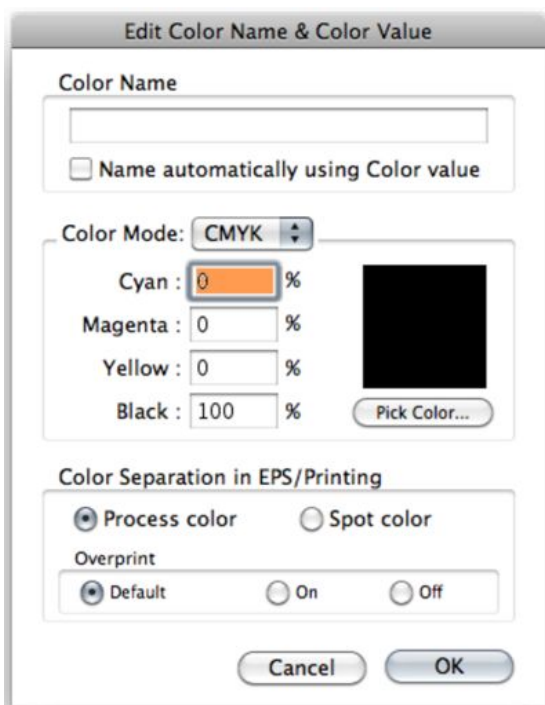 Edit Color Name & Color Value
Color Name
Name automatically using Color value
Color Mode: CMYK
Cyan : 0 %
Magenta : 0 %
Yellow : 0 %
Black : 100 %
Pick Color...
Color Separation in EPS/Printing
Process color Spot color
Overprint
Default On Off
Cancel OK